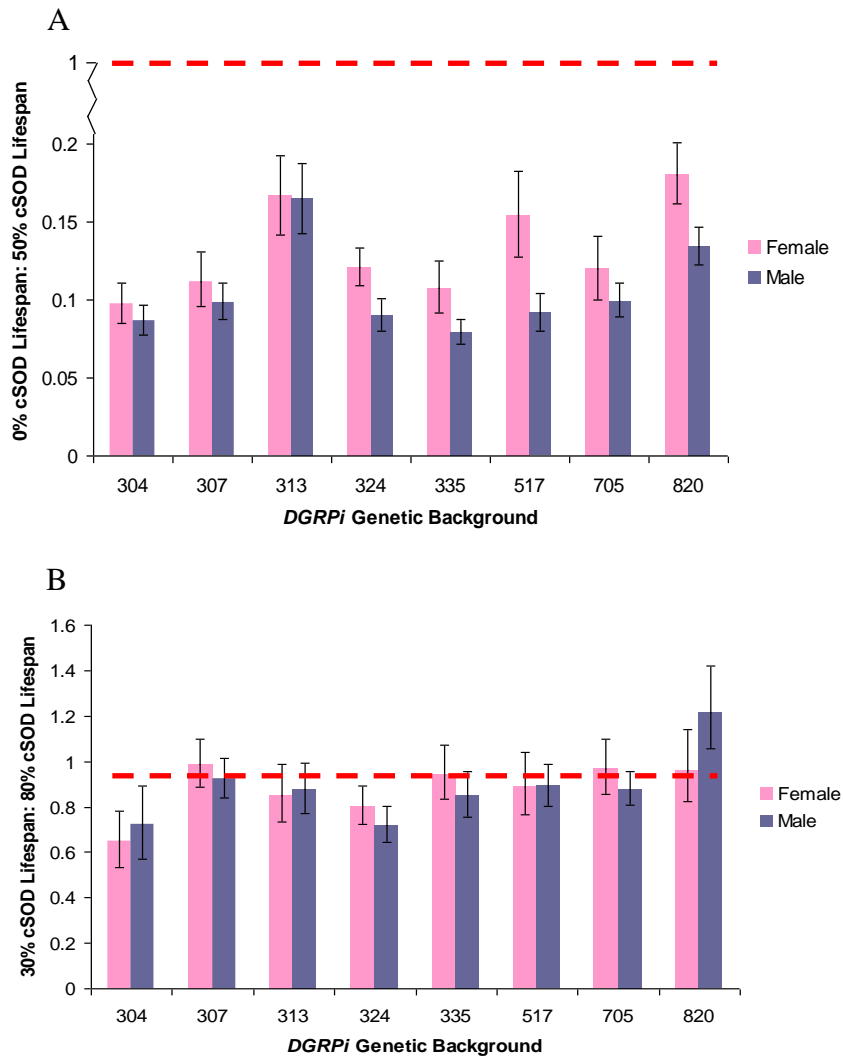 A
0% cSOD Lifespan: 50% cSOD Lifespan
1
0.2
0.15
0.1
0.05
0
304 307 313 324 335 517 705 820
DGRPi Genetic Background
Female
Male
B
30% cSOD Lifespan: 80% cSOD Lifespan
1.6
1.4
1.2
1
0.8
0.6
0.4
0.2
0
304 307 313 324 335 517 705 820
DGRPi Genetic Background
Female
Male